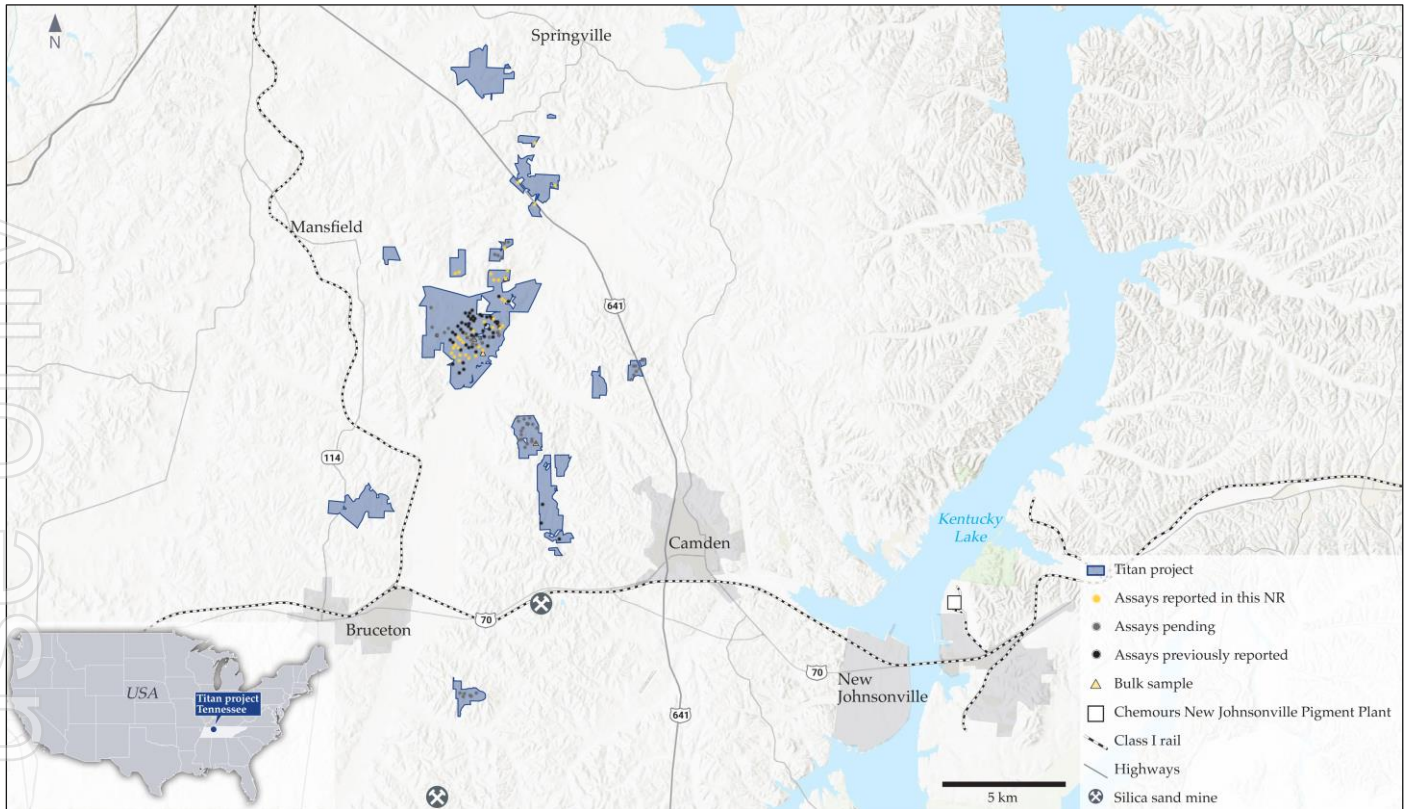 N
Springville
Mansfield
641
114
Kentucky
Lake
Camden
Bruceton
70
70
New
Johnsonville
641
USA
Titan project
Tennessee
Titan project
Assays reported in this NR
Assays pending
Assays previously reported
Bulk sample
Chemours New Johnsonville Pigment Plant
Class I rail
Highways
Silica sand mine
5 km